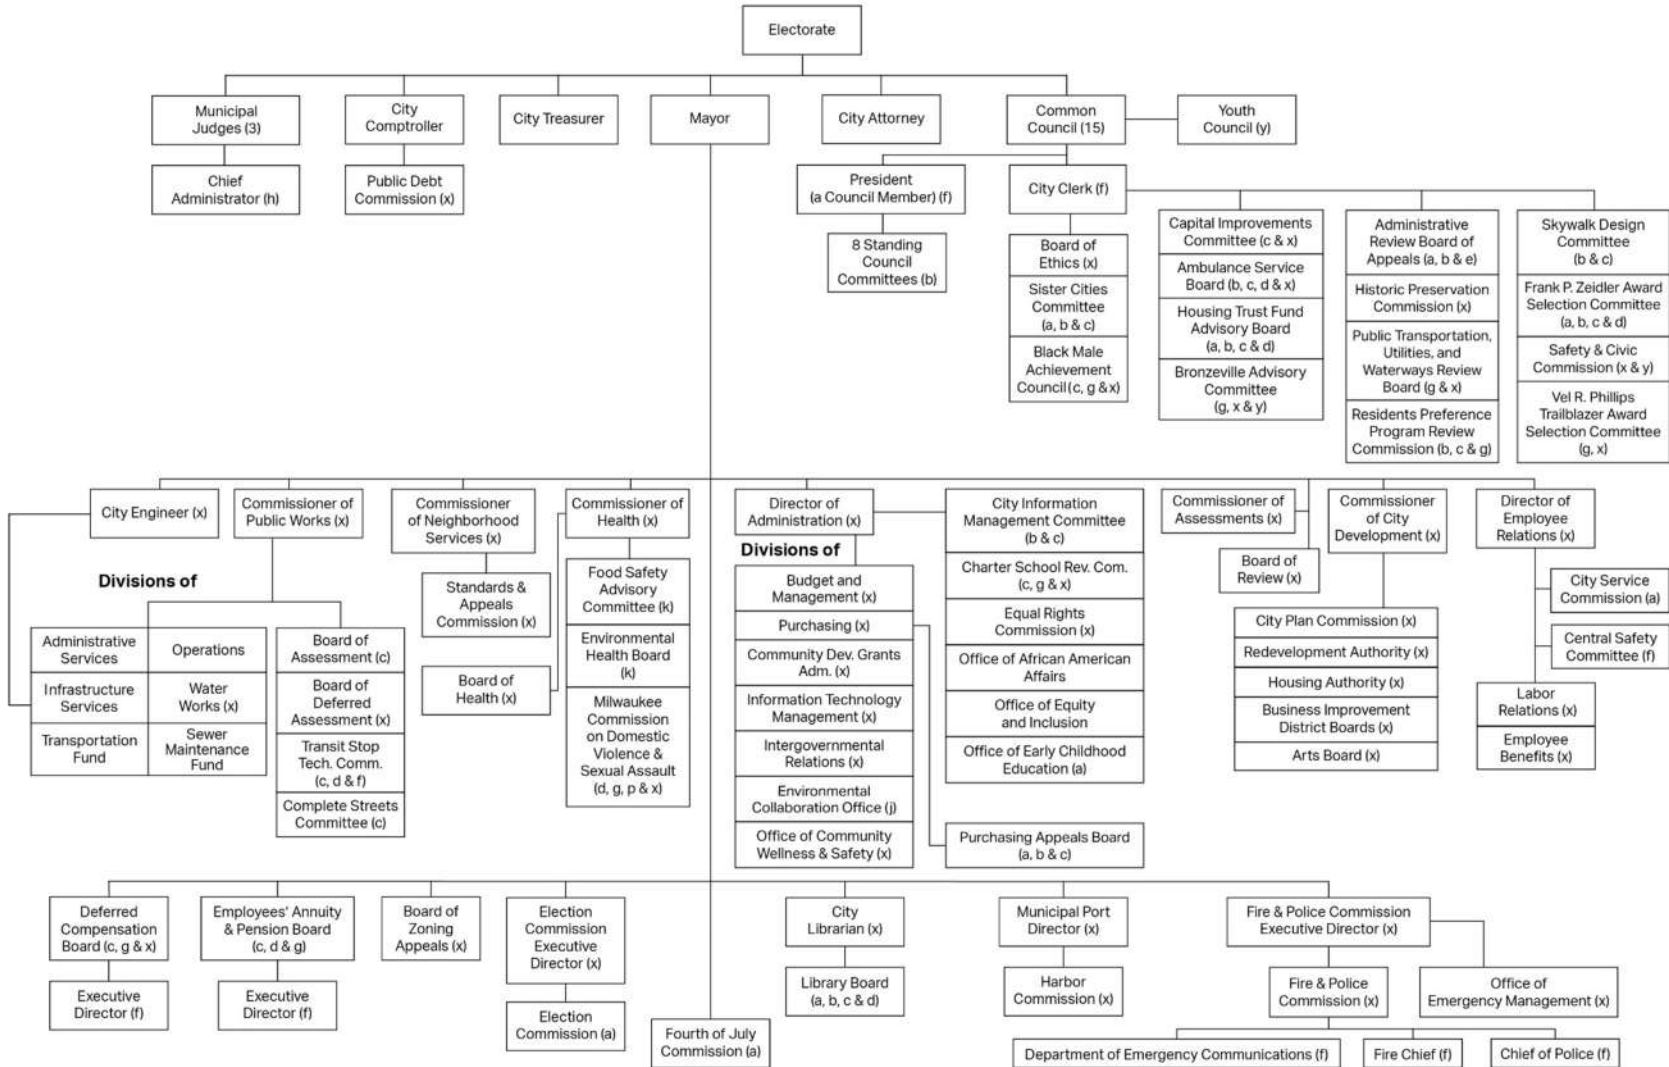 Electorate
Municipal
Judges (3)
City
Comptroller
City Treasurer
Mayor
City Attorney
Common
Council (15)
Youth
Council (y)
Chief
Administrator (h)
Public Debt
Commission (x)
President
(a Council Member) (f)
City Clerk (f)
8 Standing
Council
Committees (b)
Board of
Ethics (x)
Sister Cities
Committee
(a, b & c)
Black Male
Achievement
Council (c, g & x)
Capital Improvements
Committee (c & x)
Ambulance Service
Board (b, c, d & x)
Housing Trust Fund
Advisory Board
(a, b, c & d)
Bronzeville Advisory
Committee
(g, x & y)
Administrative
Review Board of
Appeals (a, b & e)
Historic Preservation
Commission (x)
Public Transportation,
Utilities, and
Waterways Review
Board (g & x)
Residents Preference
Program Review
Commission (b, c & g)
Skywalk Design
Committee
(b & c)
Frank P. Zeidler Award
Selection Committee
(a, b, c & d)
Safety & Civic
Commission (x & y)
Vel R. Phillips
Trailblazer Award
Selection Committee
(g, x)
City Engineer (x)
Commissioner of
Public Works (x)
Commissioner
of Neighborhood
Services (x)
Commissioner of
Health (x)
Director of
Administration (x)
City Information
Management Committee
(b & c)
Commissioner of
Assessments (x)
Commissioner
of City
Development (x)
Director of
Employee
Relations (x)
Divisions of
Administrative
Services
Operations
Infrastructure
Services
Water
Works (x)
Transportation
Fund
Sewer
Maintenance
Fund
Board of
Assessment (c)
Board of
Deferred
Assessment (x)
Transit Stop
Tech. Comm.
(c, d & f)
Complete Streets
Committee (c)
Standards &
Appeals
Commission (x)
Board of
Health (x)
Food Safety
Advisory
Committee (k)
Environmental
Health Board
(k)
Milwaukee
Commission
on Domestic
Violence &
Sexual Assault
(d, g, p & x)
Divisions of
Budget and
Management (x)
Purchasing (x)
Community Dev. Grants
Adm. (x)
Information Technology
Management (x)
Intergovernmental
Relations (x)
Environmental
Collaboration Office (j)
Office of Community
Wellness & Safety (x)
Charter School Rev. Com.
(c, g & x)
Equal Rights
Commission (x)
Office of African American
Affairs
Office of Equity
and Inclusion
Office of Early Childhood
Education (a)
Purchasing Appeals Board
(a, b & c)
Board of
Review (x)
City Plan Commission (x)
Redevelopment Authority (x)
Housing Authority (x)
Business Improvement
District Boards (x)
Arts Board (x)
City Service
Commission (a)
Central Safety
Committee (f)
Labor
Relations (x)
Employee
Benefits (x)
Deferred
Compensation
Board (c, g & x)
Employees' Annuity
& Pension Board
(c, d & g)
Board of
Zoning
Appeals (x)
Election
Commission
Executive
Director (x)
City
Librarian (x)
Municipal Port
Director (x)
Fire & Police Commission
Executive Director (x)
Executive
Director (f)
Executive
Director (f)
Election
Commission (a)
Fourth of July
Commission (a)
Library Board
(a, b, c & d)
Harbor
Commission (x)
Fire & Police
Commission (x)
Office of
Emergency Management (x)
Department of Emergency Communications (f)
Fire Chief (f)
Chief of Police (f)